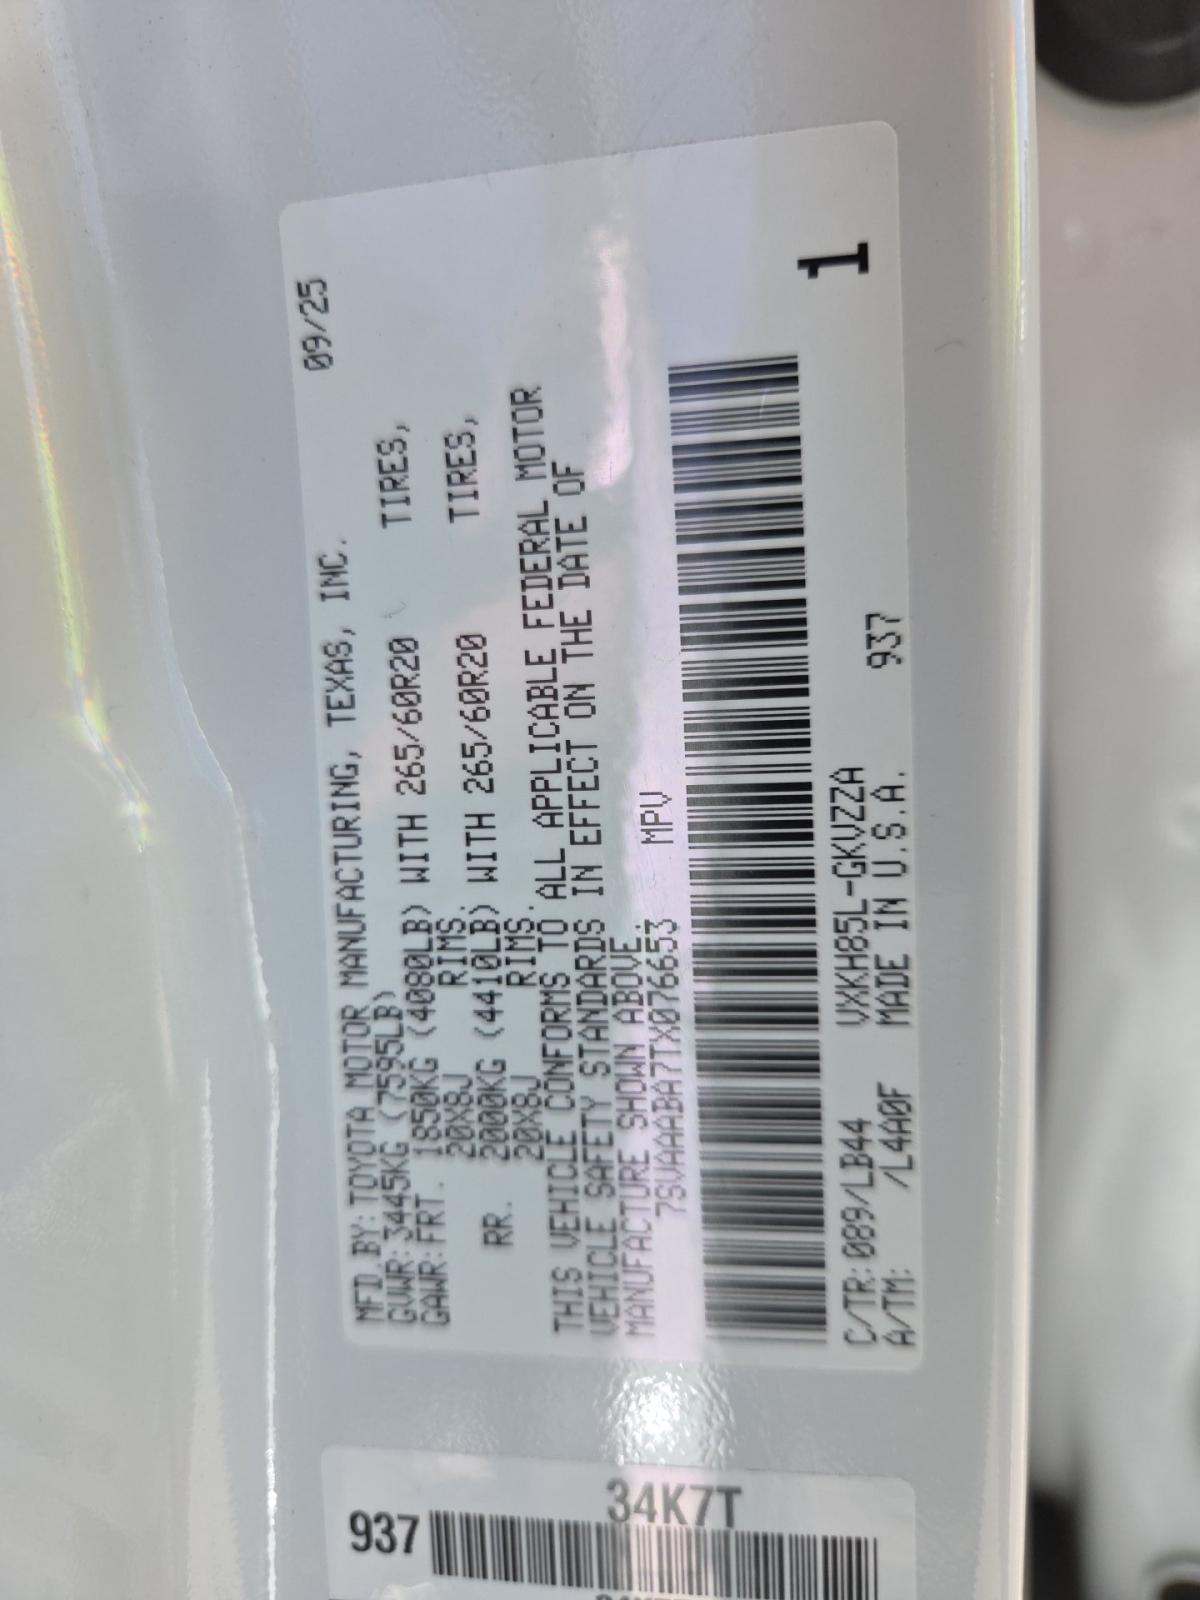 09/25
MFD.BY:TOYOTA MOTOR MANUFACTURING, TEXAS, INC.
GVWR:3445KG(7595LB)
GAWR:FRT. 1850KG (4080LB) WITH 265/60R20 TIRES,
20X8J RIMS.
RR. 2000KG (4410LB) WITH 265/60R20 TIRES,
20X8J RIMS.
THIS VEHICLE CONFORMS TO ALL APPLICABLE FEDERAL MOTOR
VEHICLE SAFETY STANDARDS IN EFFECT ON THE DATE OF
MANUFACTURE SHOWN ABOVE.
7SVAAABA7TX076653 MPV
1
C/TR:089/LB44 VXKH85L-GKVZZA
A/TM: /L4A0F MADE IN U.S.A. 937
937
34K7T